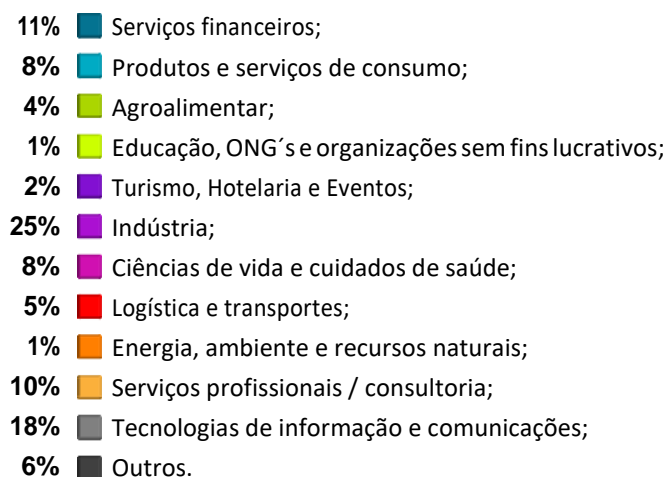 11% Serviços financeiros;
8% Produtos e serviços de consumo;
4% Agroalimentar;
1% Educação, ONG´s e organizações sem fins lucrativos;
2% Turismo, Hotelaria e Eventos;
25% Indústria;
8% Ciências de vida e cuidados de saúde;
5% Logística e transportes;
1% Energia, ambiente e recursos naturais;
10% Serviços profissionais / consultoria;
18% Tecnologias de informação e comunicações;
6% Outros.